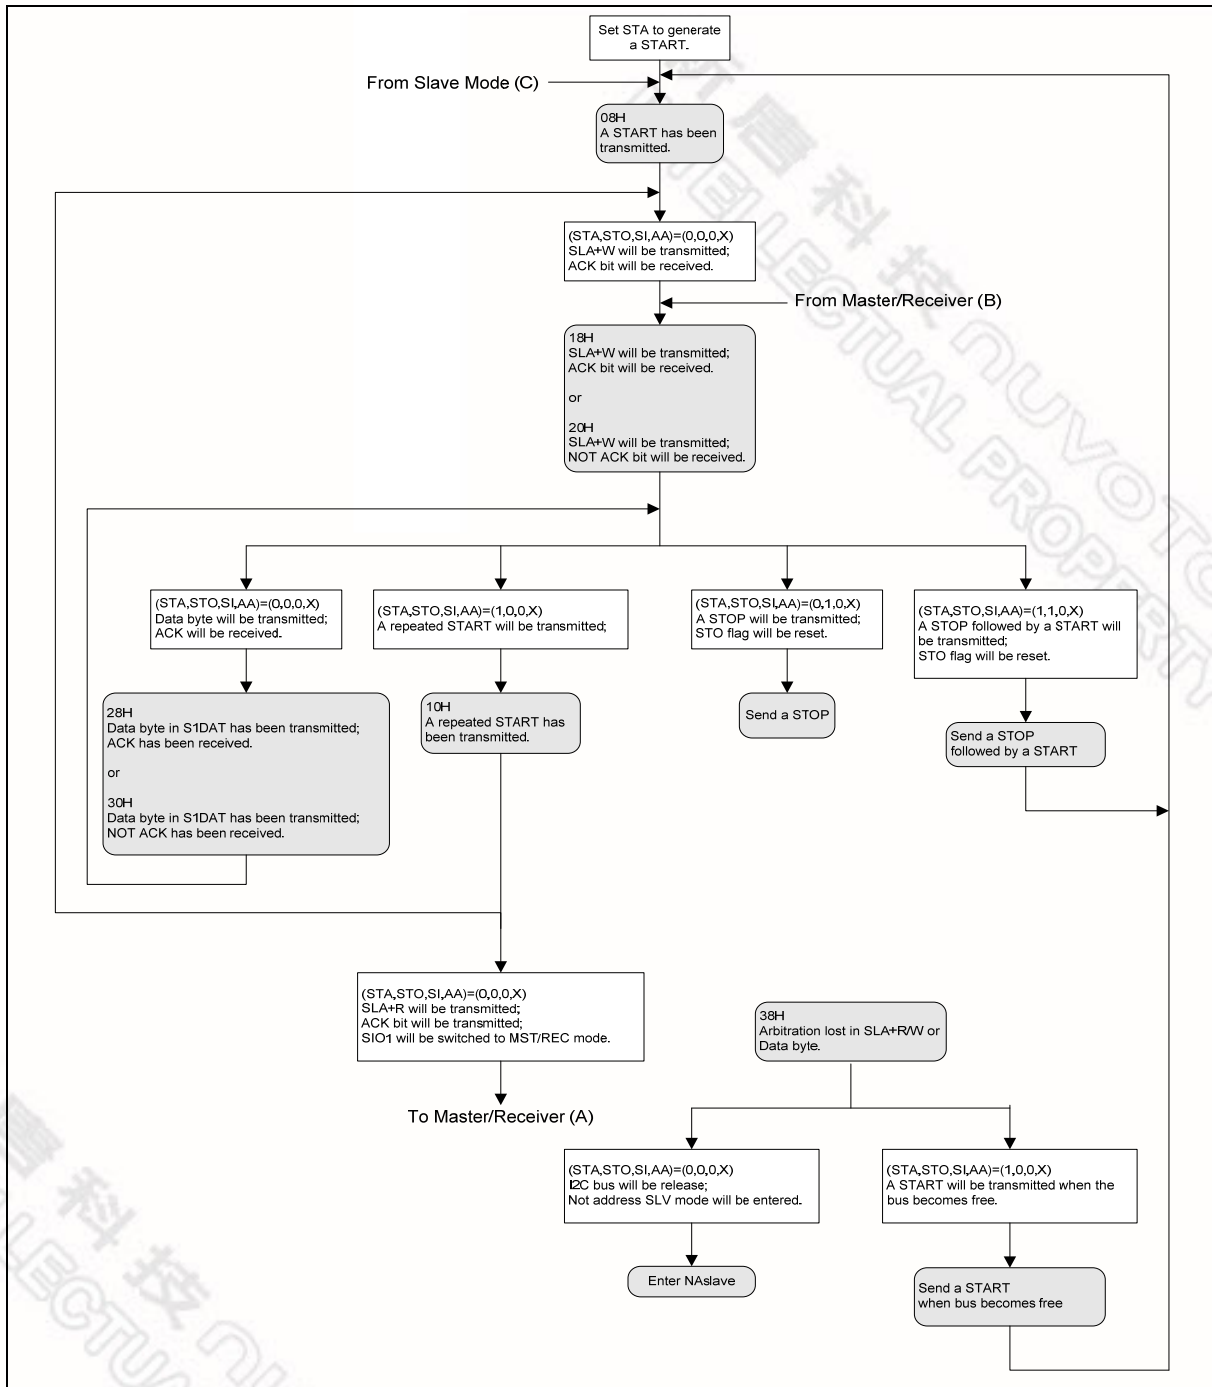 Set STA to generate
a START.
From Slave Mode (C)
08H
A START has been
transmitted.
(STA,STO,SI,AA)=(0,0,0,X)
SLA+W will be transmitted;
ACK bit will be received.
From Master/Receiver (B)
18H
SLA+W will be transmitted;
ACK bit will be received.
or
20H
SLA+W will be transmitted;
NOT ACK bit will be received.
(STA,STO,SI,AA)=(0,0,0,X)
Data byte will be transmitted;
ACK will be received.
(STA,STO,SI,AA)=(1,0,0,X)
A repeated START will be transmitted;
(STA,STO,SI,AA)=(0,1,0,X)
A STOP will be transmitted;
STO flag will be reset.
(STA,STO,SI,AA)=(1,1,0,X)
A STOP followed by a START will
be transmitted;
STO flag will be reset.
28H
Data byte in S1DAT has been transmitted;
ACK has been received.
or
30H
Data byte in S1DAT has been transmitted;
NOT ACK has been received.
10H
A repeated START has
been transmitted.
Send a STOP
Send a STOP
followed by a START
(STA,STO,SI,AA)=(0,0,0,X)
SLA+R will be transmitted;
ACK bit will be transmitted;
SIO1 will be switched to MST/REC mode.
To Master/Receiver (A)
38H
Arbitration lost in SLA+R/W or
Data byte.
(STA,STO,SI,AA)=(0,0,0,X)
I2C bus will be release;
Not address SLV mode will be entered.
(STA,STO,SI,AA)=(1,0,0,X)
A START will be transmitted when the
bus becomes free.
Enter NAslave
Send a START
when bus becomes free
新唐科技 nuvoTo
INTELLECTUAL PROPERTY
唐科技 nu
LLECTUAL